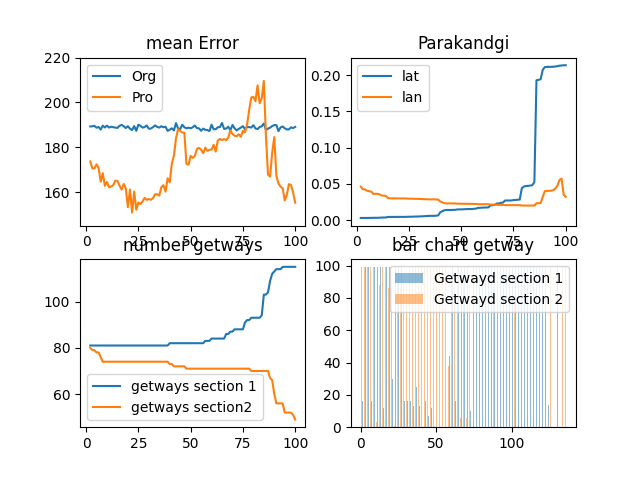 mean Error
220
200
180
160
0 25 50 75 100
Org
Pro
Parakandgi
0.20
0.15
0.10
0.05
0.00
0 25 50 75 100
lat
lan
number getways
100
80
60
0 25 50 75 100
getways section 1
getways section2
bar chart getway
100
80
60
40
20
0
0 50 100
Getwayd section 1
Getwayd section 2